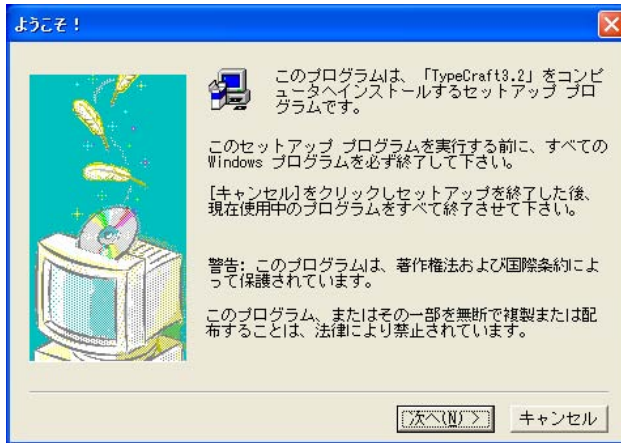 ようこそ！
このプログラムは、「TypeCraft3.2」をコンピ
ュータへインストールするセットアップ プロ
グラムです。
このセットアップ プログラムを実行する前に、すべての
Windows プログラムを必ず終了して下さい。
[キャンセル]をクリックしセットアップを終了した後、
現在使用中のプログラムをすべて終了させて下さい。
警告: このプログラムは、著作権法および国際条約によ
って保護されています。
このプログラム、またはその一部を無断で複製または配
布することは、法律により禁止されています。
次へ(N) >
キャンセル